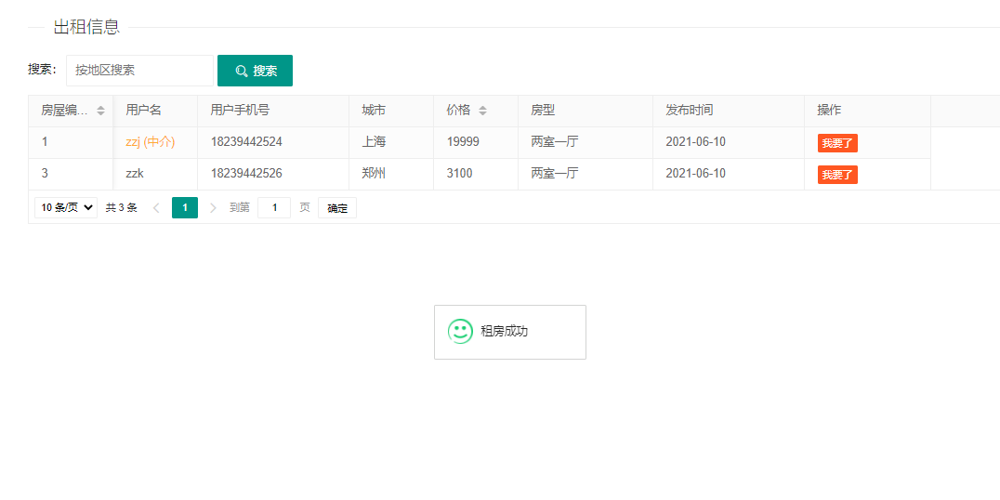 出租信息
搜索： 按地区搜索 搜索
房屋编... 用户名 用户手机号 城市 价格 房型 发布时间 操作
1 zzj (中介) 18239442524 上海 19999 两室一厅 2021-06-10 我要了
3 zzk 18239442526 郑州 3100 两室一厅 2021-06-10 我要了
10 条/页 共 3 条 1 到第 1 页 确定
租房成功